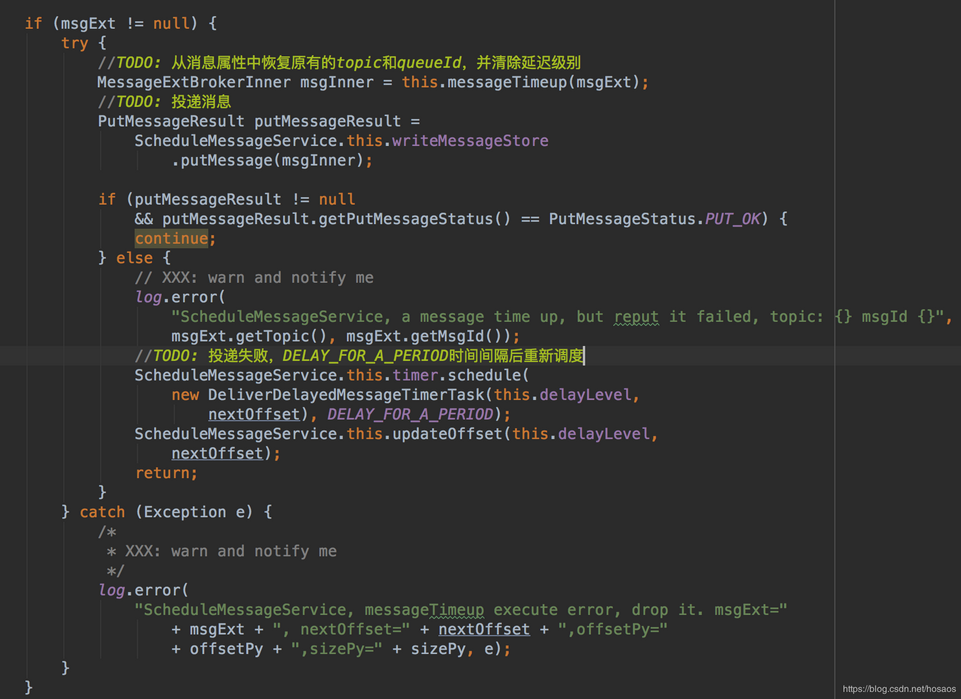 if (msgExt != null) {
try {
//TODO: 从消息属性中恢复原有的topic和queueId，并清除延迟级别
MessageExtBrokerInner msgInner = this.messageTimeup(msgExt);
//TODO: 投递消息
PutMessageResult putMessageResult =
ScheduleMessageService.this.writeMessageStore
.putMessage(msgInner);
if (putMessageResult != null
&& putMessageResult.getPutMessageStatus() == PutMessageStatus.PUT_OK) {
continue;
} else {
// XXX: warn and notify me
log.error(
"ScheduleMessageService, a message time up, but reput it failed, topic: {} msgId {}",
msgExt.getTopic(), msgExt.getMsgId());
//TODO: 投递失败，DELAY_FOR_A_PERIOD时间间隔后重新调度
ScheduleMessageService.this.timer.schedule(
new DeliverDelayedMessageTimerTask(this.delayLevel,
nextOffset), DELAY_FOR_A_PERIOD);
ScheduleMessageService.this.updateOffset(this.delayLevel,
nextOffset);
return;
}
} catch (Exception e) {
/*
* XXX: warn and notify me
*/
log.error(
"ScheduleMessageService, messageTimeup execute error, drop it. msgExt="
+ msgExt + ", nextOffset=" + nextOffset + ",offsetPy="
+ offsetPy + ",sizePy=" + sizePy, e);
}
}
https://blog.csdn.net/hosaos